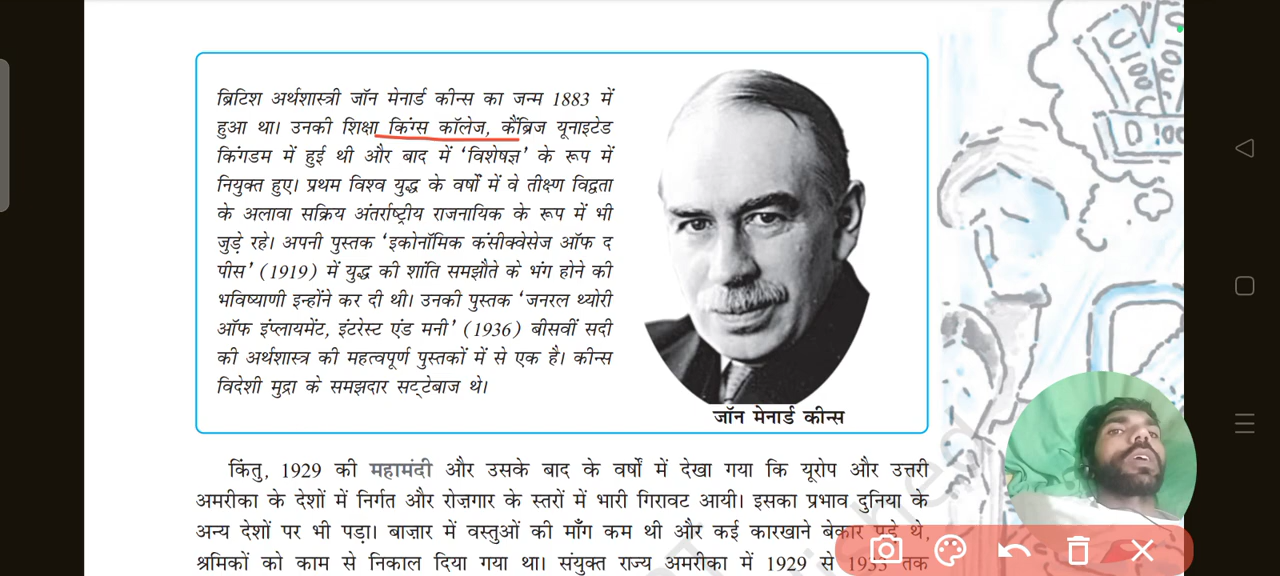 ब्रिटिश अर्थशास्त्री जॉन मेनार्ड कीन्स का जन्म 1883 में
हुआ था। उनकी शिक्षा किंग्स कॉलेज, कैंब्रिज यूनाइटेड
किंगडम में हुई थी और बाद में ‘विशेषज्ञ’ के रूप में
नियुक्त हुए। प्रथम विश्व युद्ध के वर्षों में वे तीक्ष्ण विद्वता
के अलावा सक्रिय अंतर्राष्ट्रीय राजनायिक के रूप में भी
जुड़े रहे। अपनी पुस्तक ‘इकोनॉमिक कंसीक्वेसेज ऑफ द
पीस’ (1919) में युद्ध की शांति समझौते के भंग होने की
भविष्याणी इन्होंने कर दी थी। उनकी पुस्तक ‘जनरल थ्योरी
ऑफ इंप्लायमेंट, इंटरेस्ट एंड मनी’ (1936) बीसवीं सदी
की अर्थशास्त्र की महत्वपूर्ण पुस्तकों में से एक है। कीन्स
विदेशी मुद्रा के समझदार सट्टेबाज थे।
जॉन मेनार्ड कीन्स
किंतु, 1929 की महामंदी और उसके बाद के वर्षों में देखा गया कि यूरोप और उत्तरी
अमरीका के देशों में निर्गत और रोज़गार के स्तरों में भारी गिरावट आयी। इसका प्रभाव दुनिया के
अन्य देशों पर भी पड़ा। बाज़ार में वस्तुओं की माँग कम थी और कई कारखाने बेकार पड़े थे,
श्रमिकों को काम से निकाल दिया गया था। संयुक्त राज्य अमरीका में 1929 से 1933 तक